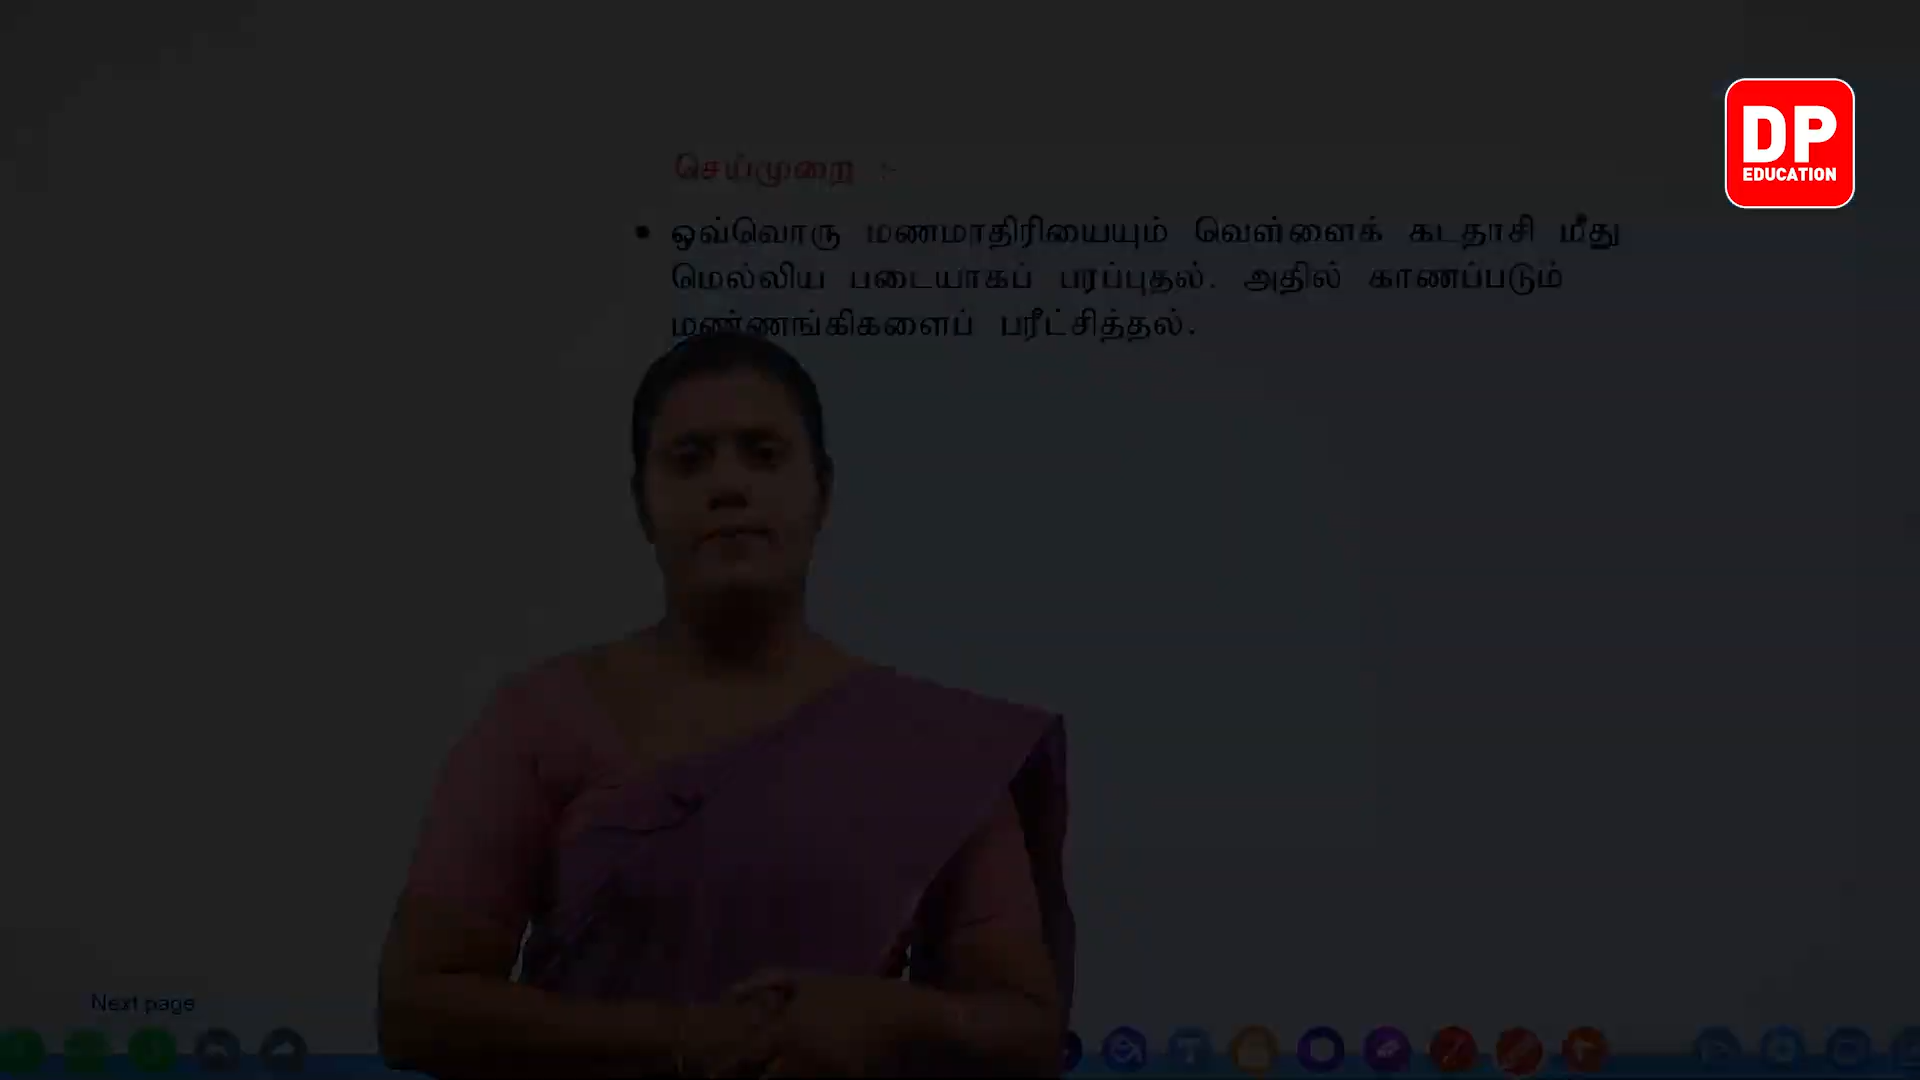 DP
EDUCATION
செய்முறை :-
• ஒவ்வொரு மணமாதிரியையும் வெள்ளைக் கடதாசி மீது
மெல்லிய படையாகப் பரப்புதல். அதில் காணப்படும்
மண்ணங்கிகளைப் பரீட்சித்தல்.
Next page